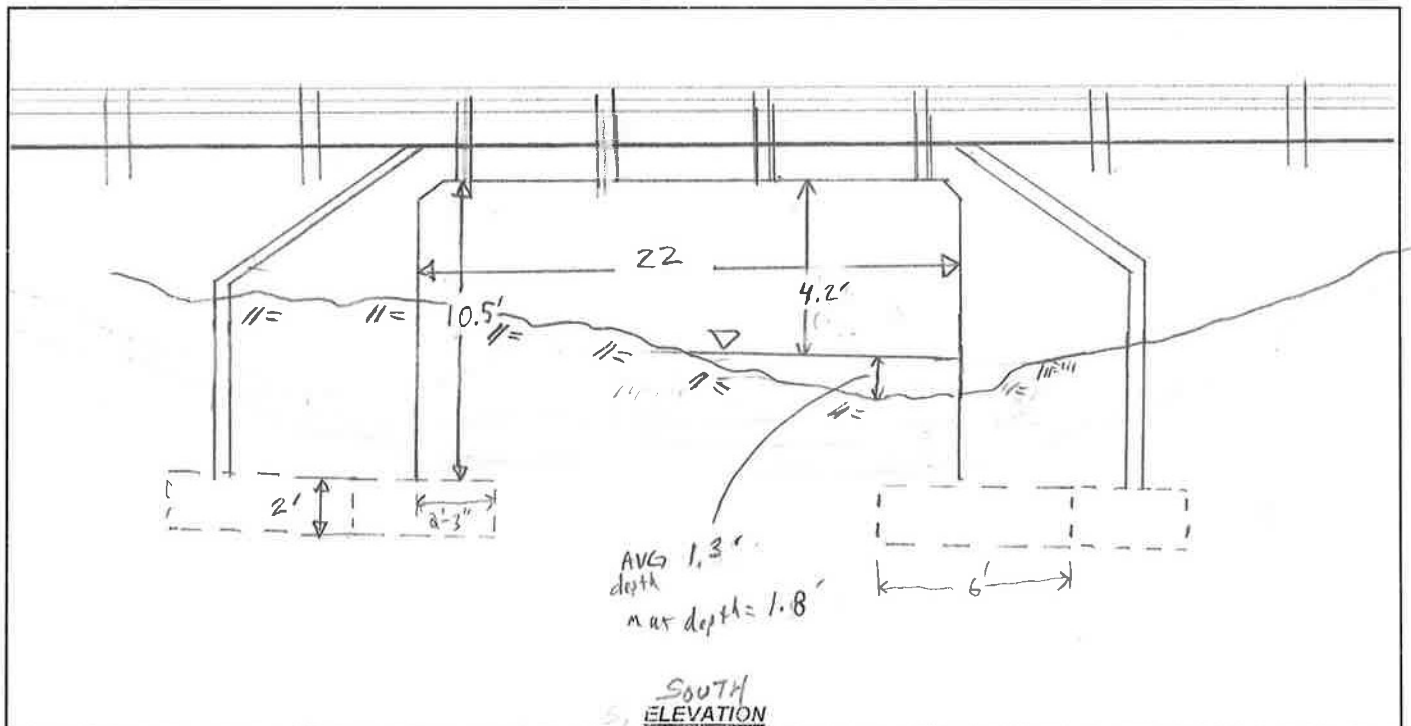 22
4.2'
10.5'
2'
2'-3"
6'
AVG 1.3'
depth
max depth = 1.8'
SOUTH
ELEVATION